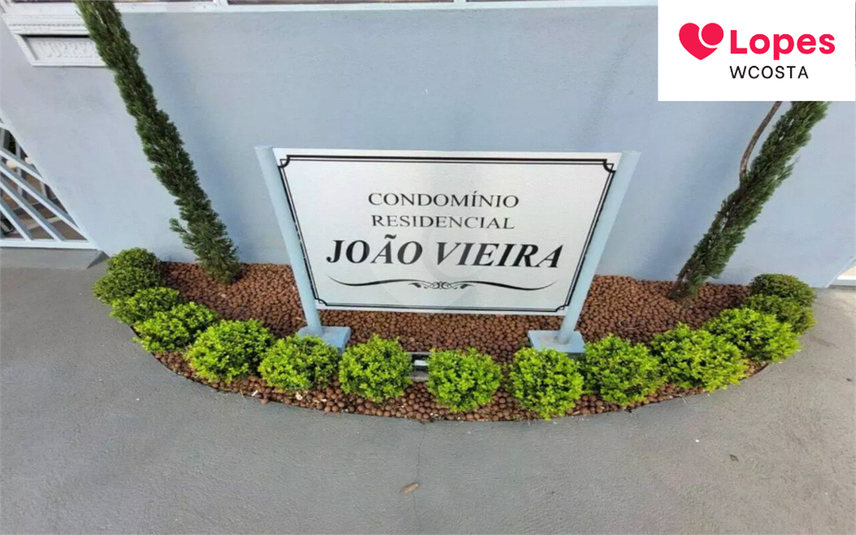 Lopes
WCOSTA
CONDOMÍNIO
RESIDENCIAL
JOÃO VIEIRA